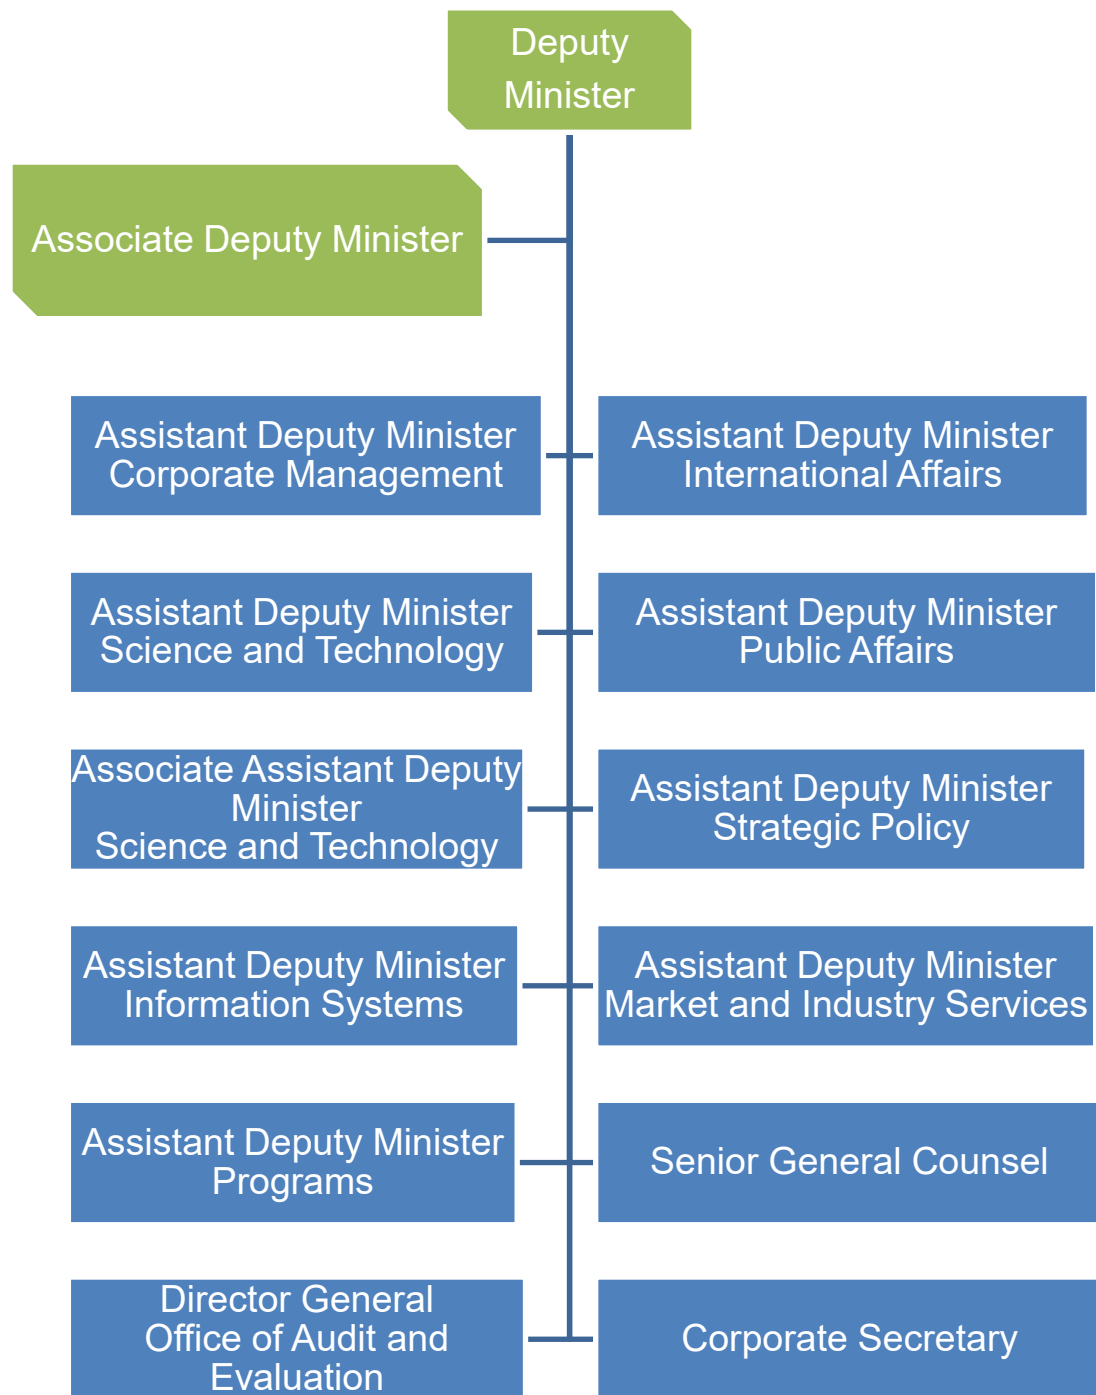 Deputy
Minister
Associate Deputy Minister
Assistant Deputy Minister
Corporate Management
Assistant Deputy Minister
International Affairs
Assistant Deputy Minister
Science and Technology
Assistant Deputy Minister
Public Affairs
Associate Assistant Deputy
Minister
Science and Technology
Assistant Deputy Minister
Strategic Policy
Assistant Deputy Minister
Information Systems
Assistant Deputy Minister
Market and Industry Services
Assistant Deputy Minister
Programs
Senior General Counsel
Director General
Office of Audit and
Evaluation
Corporate Secretary